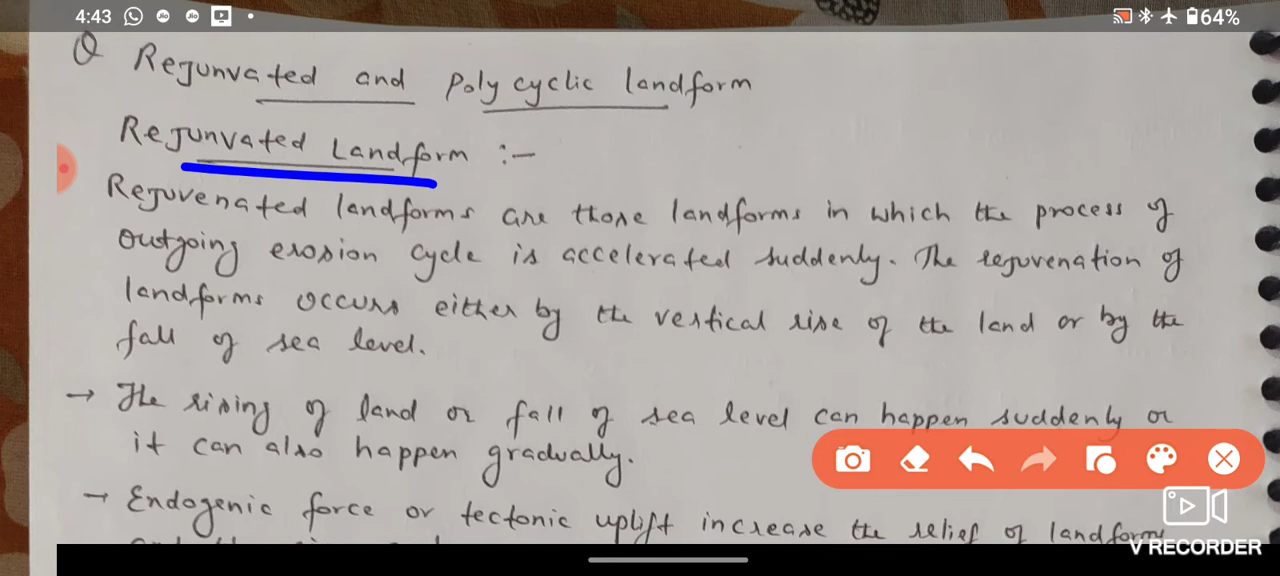 4:43
64%
Q Rejunvated and Poly cyclic landform
Rejunvated Landform :-
Rejuvenated landforms are those landforms in which the process of
outgoing erosion cycle is accelerated suddenly. The rejuvenation of
landforms occurs either by the vertical rise of the land or by the
fall of sea level.
→ The rising of land or fall of sea level can happen suddenly or
it can also happen gradually.
→ Endogenic force or tectonic uplift increase the relief of landforms
V RECORDER